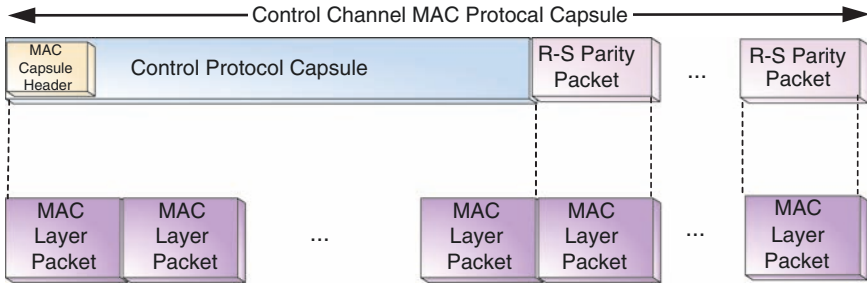 Control Channel MAC Protocal Capsule
MAC
Capsule
Header
Control Protocol Capsule
R-S Parity
Packet
...
R-S Parity
Packet
MAC
Layer
Packet
MAC
Layer
Packet
...
MAC
Layer
Packet
MAC
Layer
Packet
...
MAC
Layer
Packet